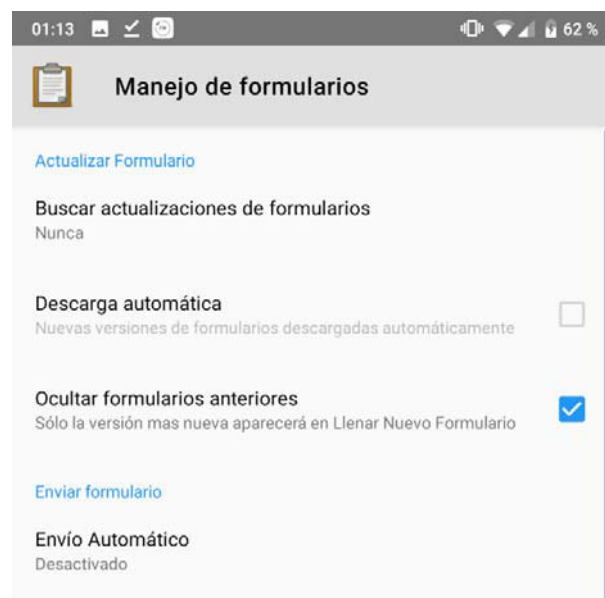 01:13 62 %
Manejo de formularios
Actualizar Formulario
Buscar actualizaciones de formularios
Nunca
Descarga automática
Nuevas versiones de formularios descargadas automáticamente
Ocultar formularios anteriores
Sólo la versión mas nueva aparecerá en Llenar Nuevo Formulario
Enviar formulario
Envío Automático
Desactivado